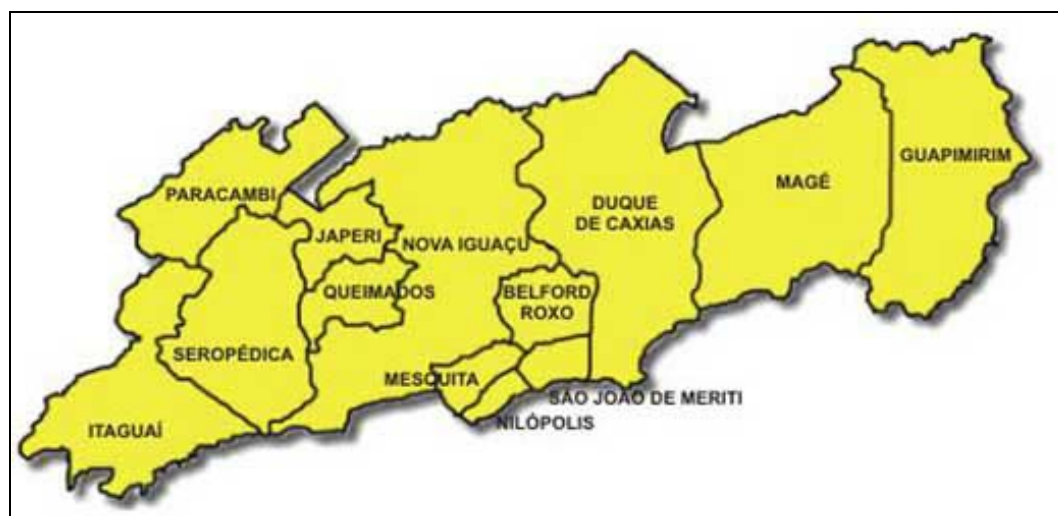 GUAPIMIRIM
MAGÉ
PARACAMBI
DUQUE
DE CAXIAS
JAPERI
NOVA IGUAÇU
QUEIMADOS
BELFORD
ROXO
SEROPÉDICA
MESQUITA
SÃO JOÃO DE MERITI
NILÓPOLIS
ITAGUAÍ